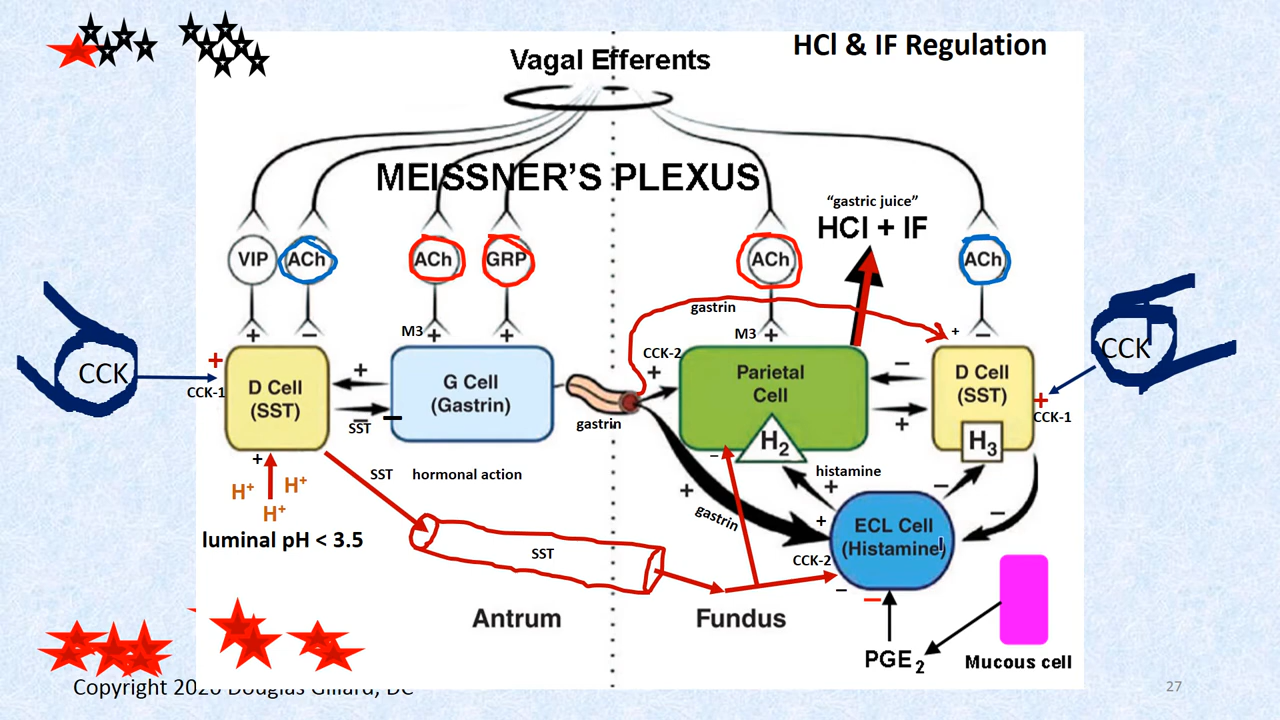 HCl & IF Regulation
Vagal Efferents
MEISSNER'S PLEXUS
"gastric juice"
HCl + IF
VIP
ACh
ACh
GRP
ACh
ACh
+
−
M3 +
+
M3 +
−
gastrin
+
CCK
CCK-1
+
D Cell
(SST)
+
−
SST
G Cell
(Gastrin)
gastrin
CCK-2
+
Parietal
Cell
H2
−
+
D Cell
(SST)
H3
+
CCK-1
CCK
+
H+
H+
H+
luminal pH < 3.5
SST
hormonal action
SST
−
+
gastrin
histamine
+
−
−
+
ECL Cell
(Histamine)
CCK-2
−
−
Antrum
Fundus
PGE2
Mucous cell
27